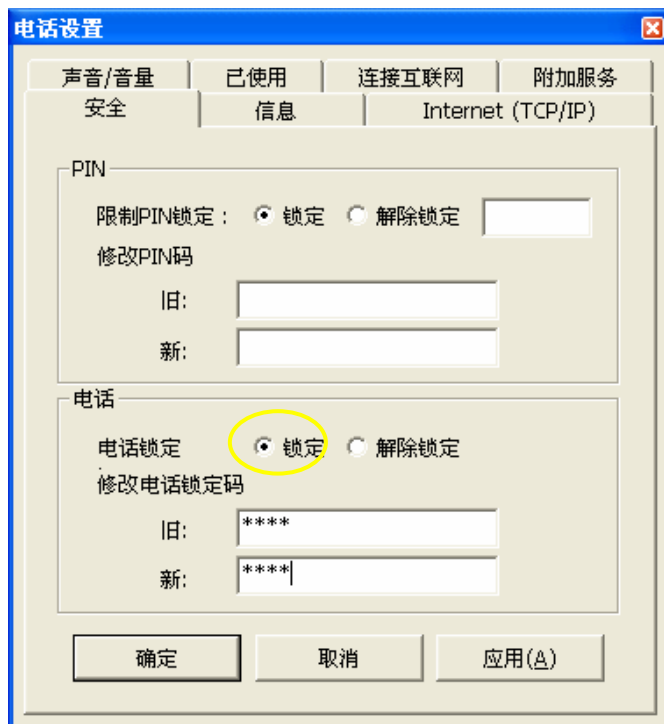 电话设置
声音/音量 已使用 连接互联网 附加服务
安全 信息 Internet (TCP/IP)
PIN
限制PIN锁定： 锁定 解除锁定
修改PIN码
旧:
新:
电话
电话锁定 锁定 解除锁定
修改电话锁定码
旧: ****
新: ****
确定 取消 应用(A)